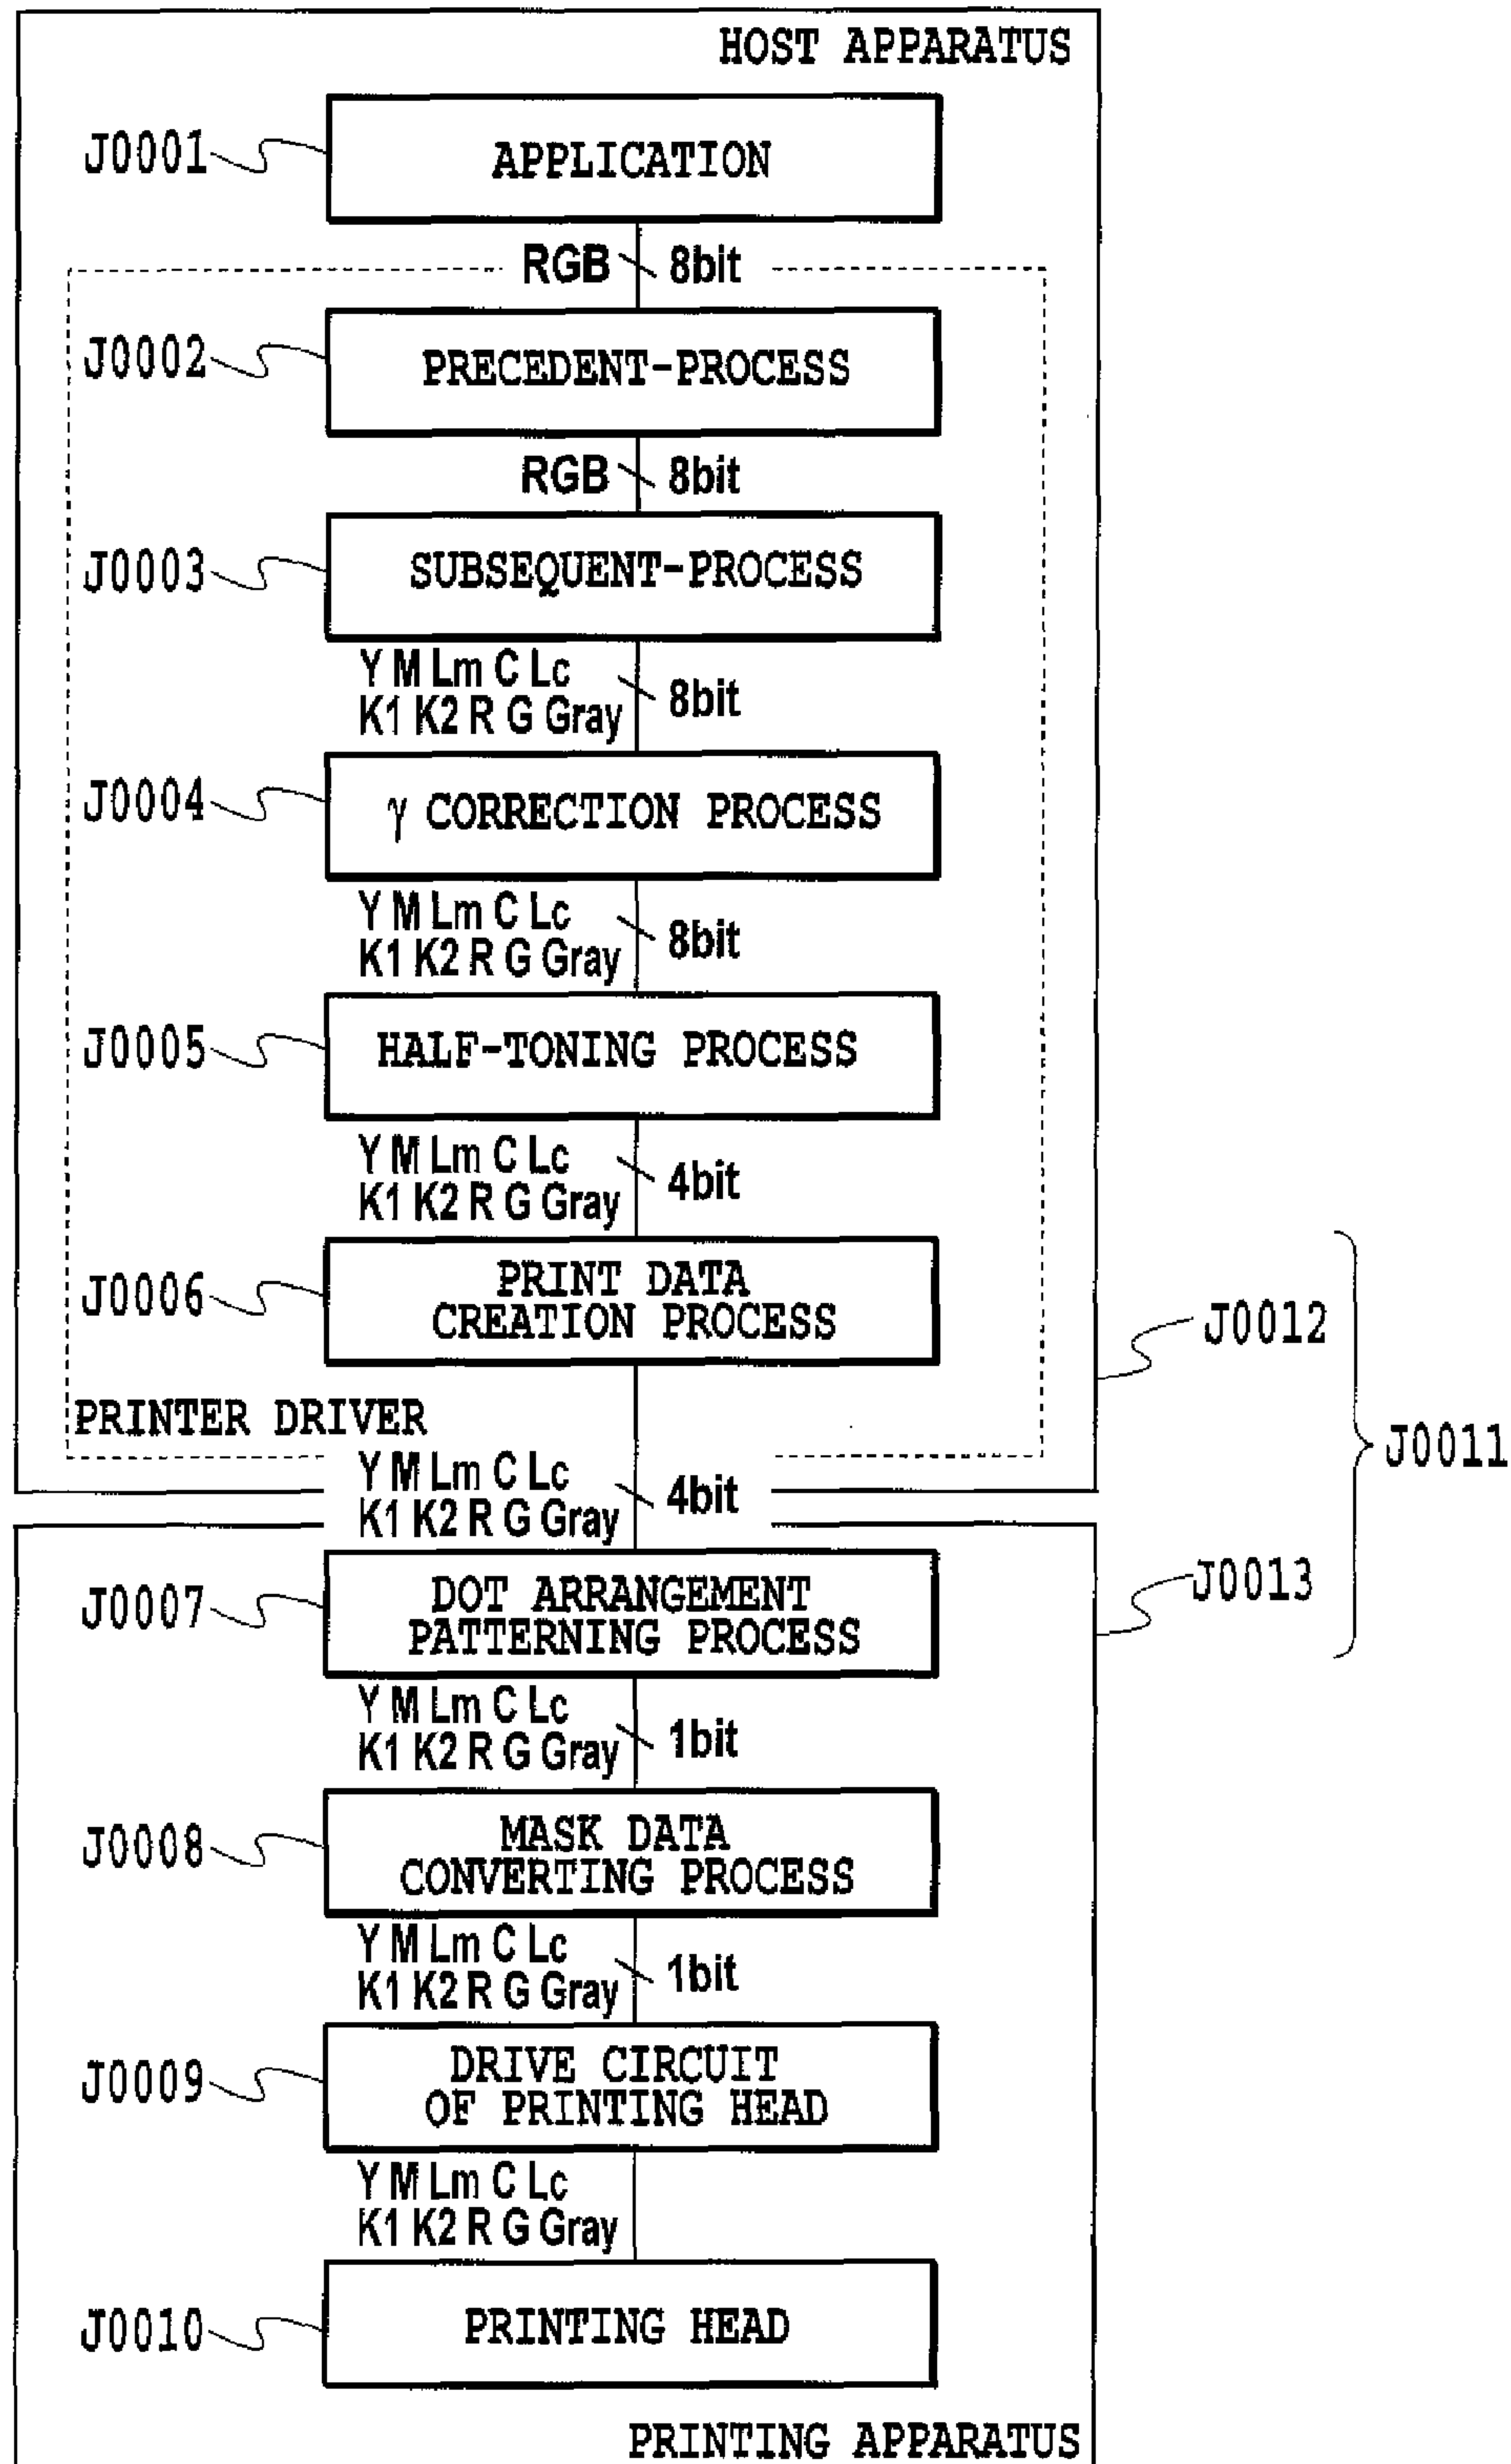 HOST APPARATUS
J0001
APPLICATION
RGB 8bit
J0002
PRECEDENT-PROCESS
RGB 8bit
J0003
SUBSEQUENT-PROCESS
Y M Lm C Lc
K1 K2 R G Gray
8bit
J0004
γ CORRECTION PROCESS
Y M Lm C Lc
K1 K2 R G Gray
8bit
J0005
HALF-TONING PROCESS
Y M Lm C Lc
K1 K2 R G Gray
4bit
J0006
PRINT DATA
CREATION PROCESS
J0012
PRINTER DRIVER
J0011
Y M Lm C Lc
K1 K2 R G Gray
4bit
J0013
J0007
DOT ARRANGEMENT
PATTERNING PROCESS
Y M Lm C Lc
K1 K2 R G Gray
1bit
J0008
MASK DATA
CONVERTING PROCESS
Y M Lm C Lc
K1 K2 R G Gray
1bit
J0009
DRIVE CIRCUIT
OF PRINTING HEAD
Y M Lm C Lc
K1 K2 R G Gray
J0010
PRINTING HEAD
PRINTING APPARATUS